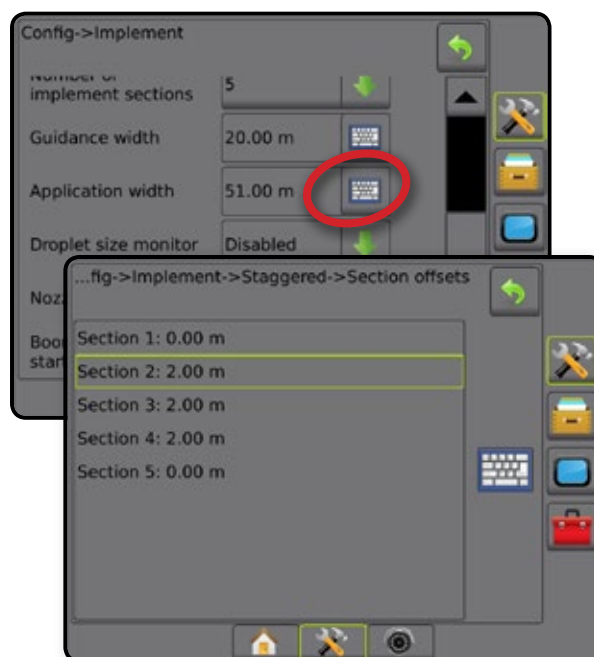 Config->Implement
Number of
implement sections 5
Guidance width 20.00 m
Application width 51.00 m
Droplet size monitor Disabled
...fig->Implement->Staggered->Section offsets
Section 1: 0.00 m
Section 2: 2.00 m
Section 3: 2.00 m
Section 4: 2.00 m
Section 5: 0.00 m